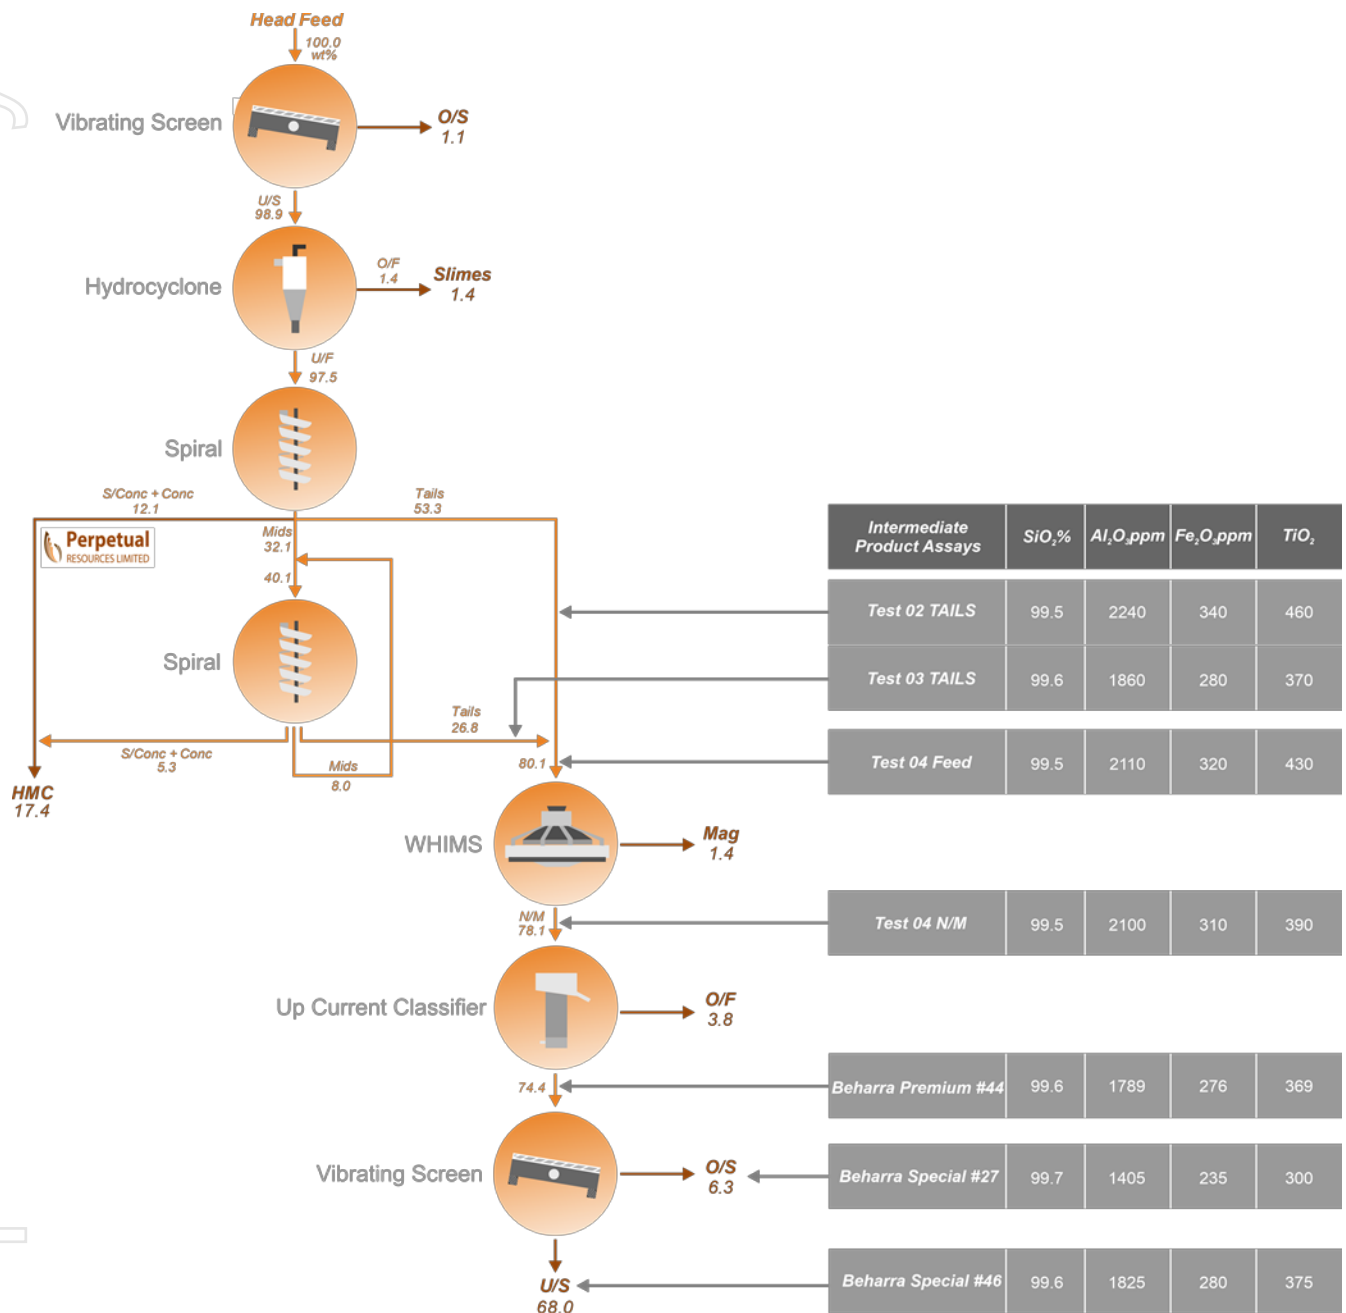 Head Feed
100.0
wt%
Vibrating Screen
O/S
1.1
U/S
98.9
Hydrocyclone
O/F
1.4
Slimes
1.4
U/F
97.5
Spiral
S/Conc + Conc
12.1
Tails
53.3
Perpetual
RESOURCES LIMITED
Mids
32.1
40.1
Spiral
Tails
26.8
S/Conc + Conc
5.3
Mids
8.0
80.1
HMC
17.4
WHIMS
Mag
1.4
N/M
78.1
Up Current Classifier
O/F
3.8
74.4
Vibrating Screen
O/S
6.3
U/S
68.0
Intermediate
Product Assays SiO₂% Al₂O₃ppm Fe₂O₃ppm TiO₂
Test 02 TAILS 99.5 2240 340 460
Test 03 TAILS 99.6 1860 280 370
Test 04 Feed 99.5 2110 320 430
Test 04 N/M 99.5 2100 310 390
Beharra Premium #44 99.6 1789 276 369
Beharra Special #27 99.7 1405 235 300
Beharra Special #46 99.6 1825 280 375